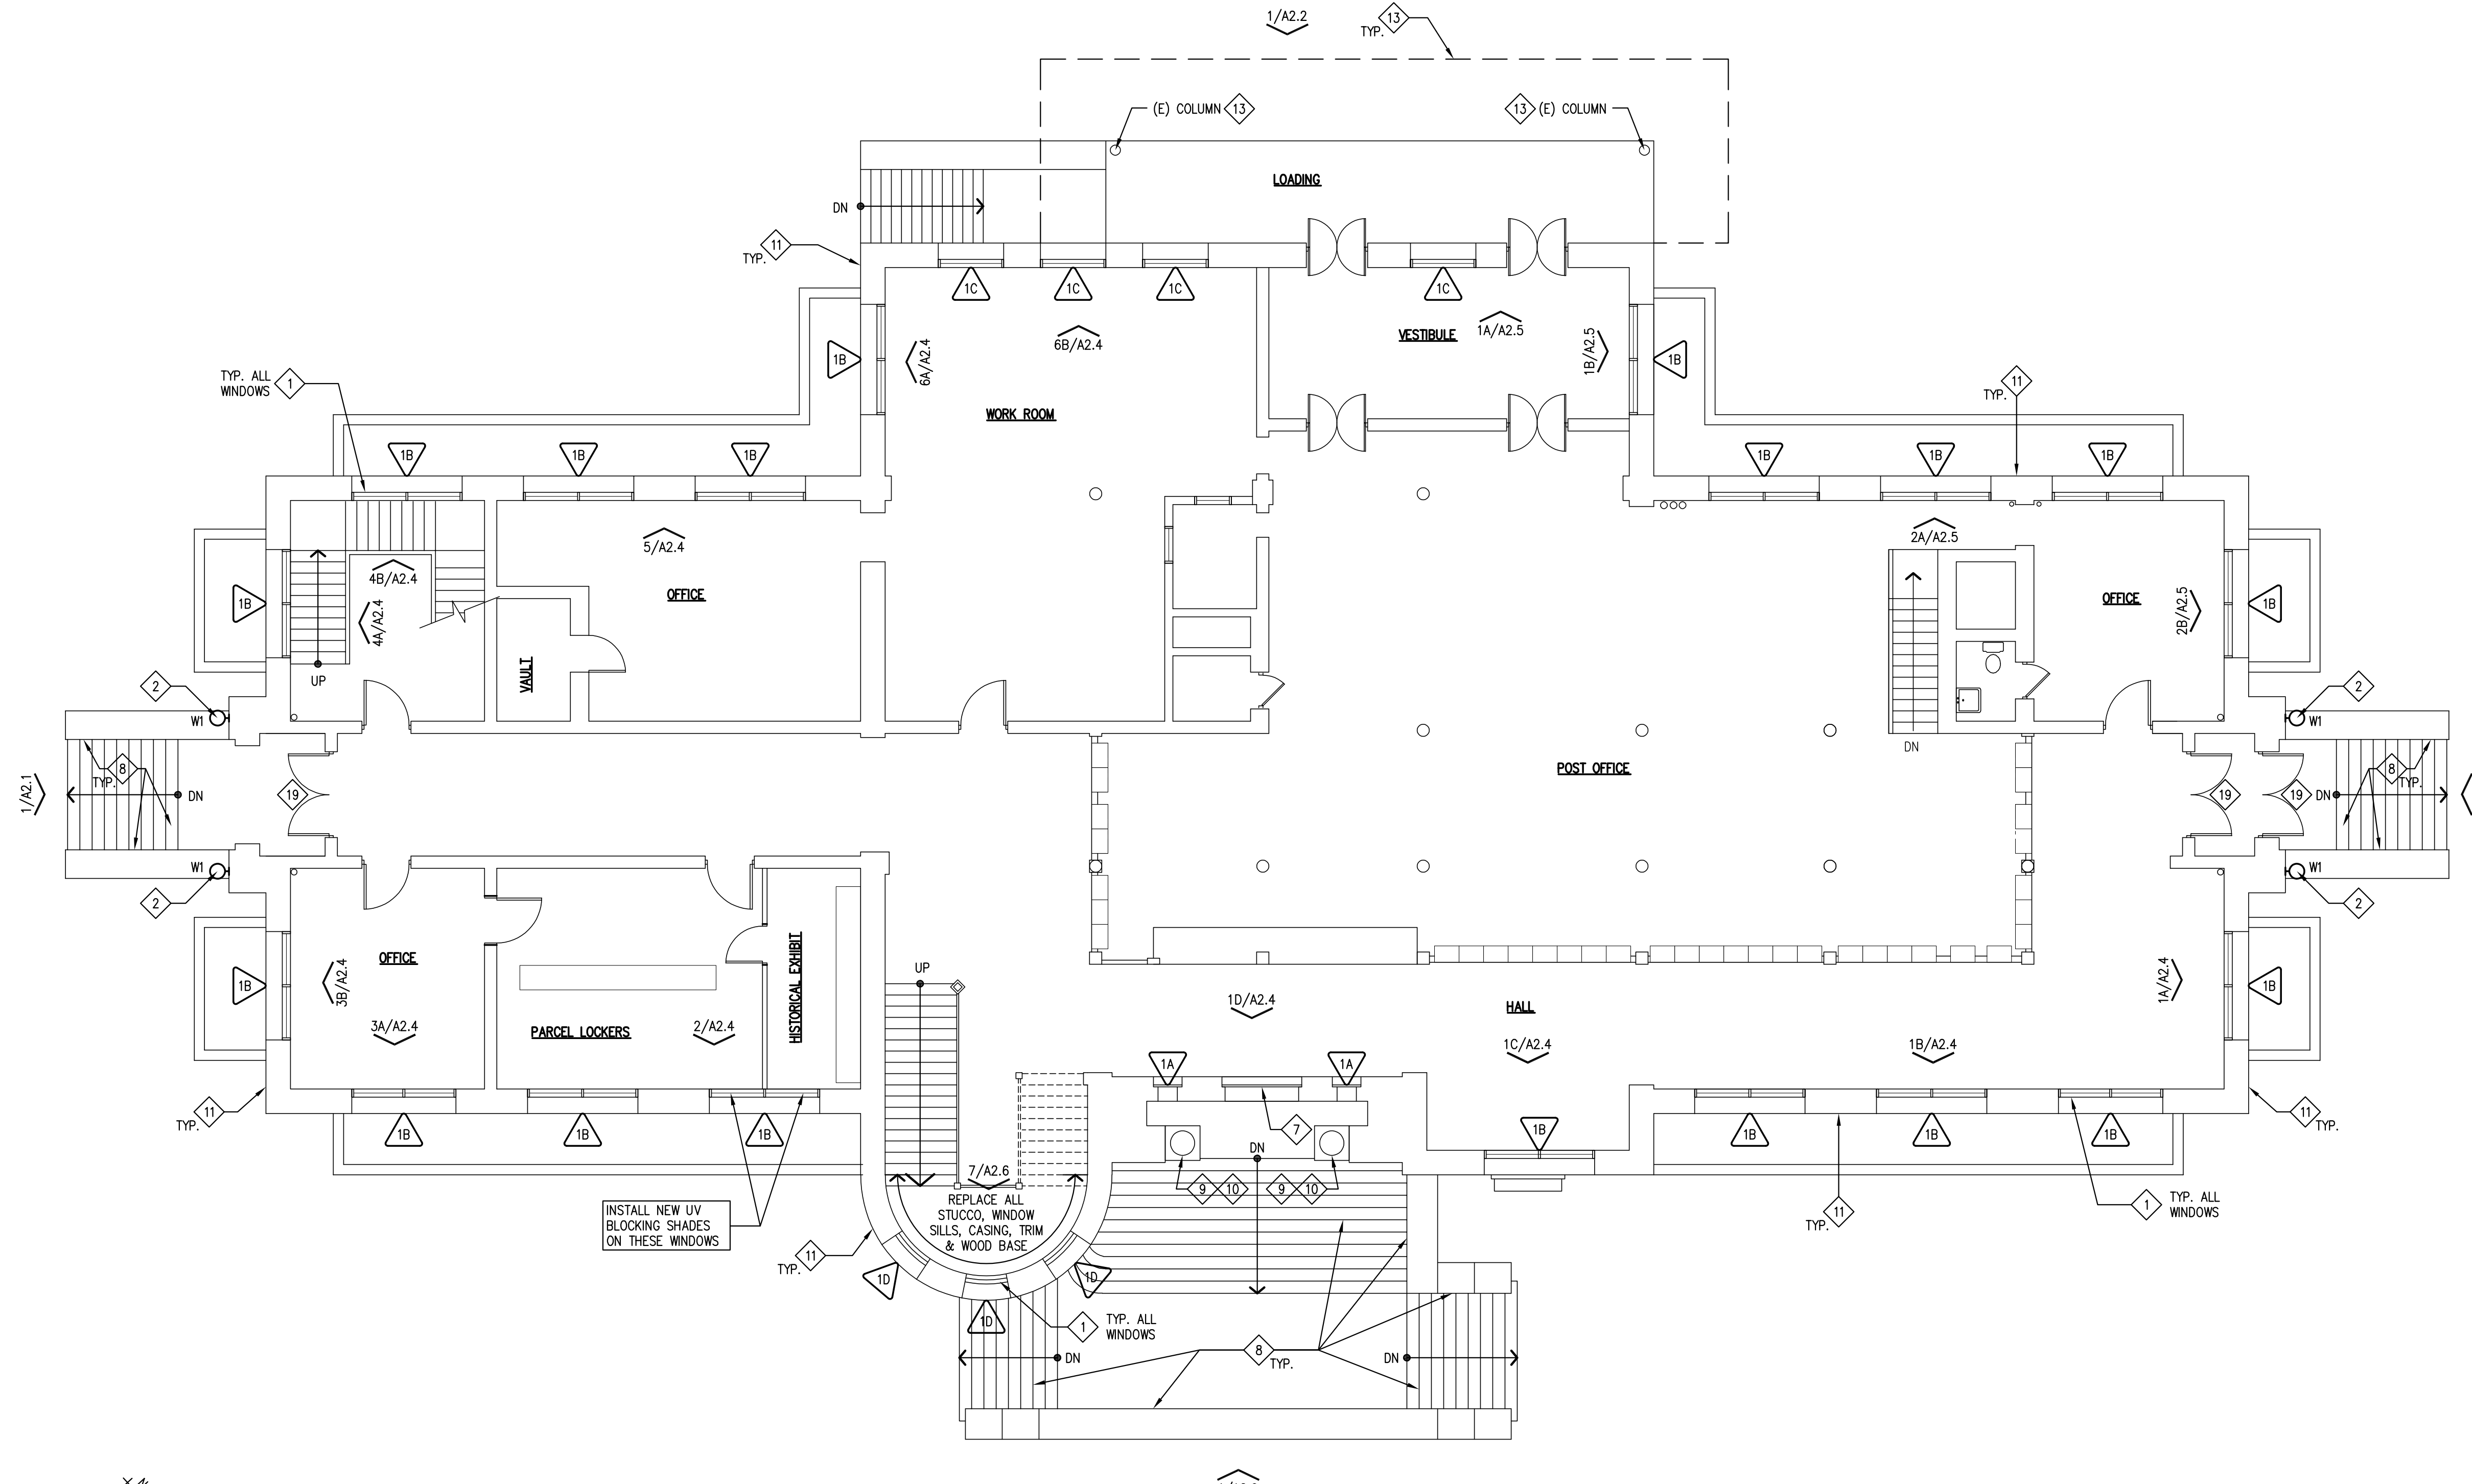 1/A2.2
13
TYP.
(E) COLUMN 13
13 (E) COLUMN
LOADING
DN
11
TYP.
1C
1C
1C
1C
VESTIBULE
1A/A2.5
1B/A2.5
6B/A2.4
6A/A2.4
1B
1B
TYP. ALL
WINDOWS
1
11
TYP.
WORK ROOM
1B
1B
1B
1B
1B
1B
5/A2.4
2A/A2.5
4B/A2.4
4A/A2.4
OFFICE
OFFICE
2B/A2.5
1B
1B
UP
VAULT
2
W1
2
W1
DN
8
TYP.
1/A2.1
DN
19
POST OFFICE
19
19
DN
8
TYP.
W1
2
W1
2
OFFICE
3B/A2.4
1B
3A/A2.4
PARCEL LOCKERS
2/A2.4
HISTORICAL EXHIBIT
UP
1D/A2.4
HALL
1C/A2.4
1B/A2.4
1A/A2.4
1B
1A
1A
11
TYP.
1B
1B
1B
7
DN
1B
1B
1B
1B
11
TYP.
7/A2.6
REPLACE ALL
STUCCO, WINDOW
SILLS, CASING, TRIM
& WOOD BASE
9
10
9
10
INSTALL NEW UV
BLOCKING SHADES
ON THESE WINDOWS
11
TYP.
11
TYP.
1
TYP. ALL
WINDOWS
1D
1D
1D
1
TYP. ALL
WINDOWS
DN
8
TYP.
DN